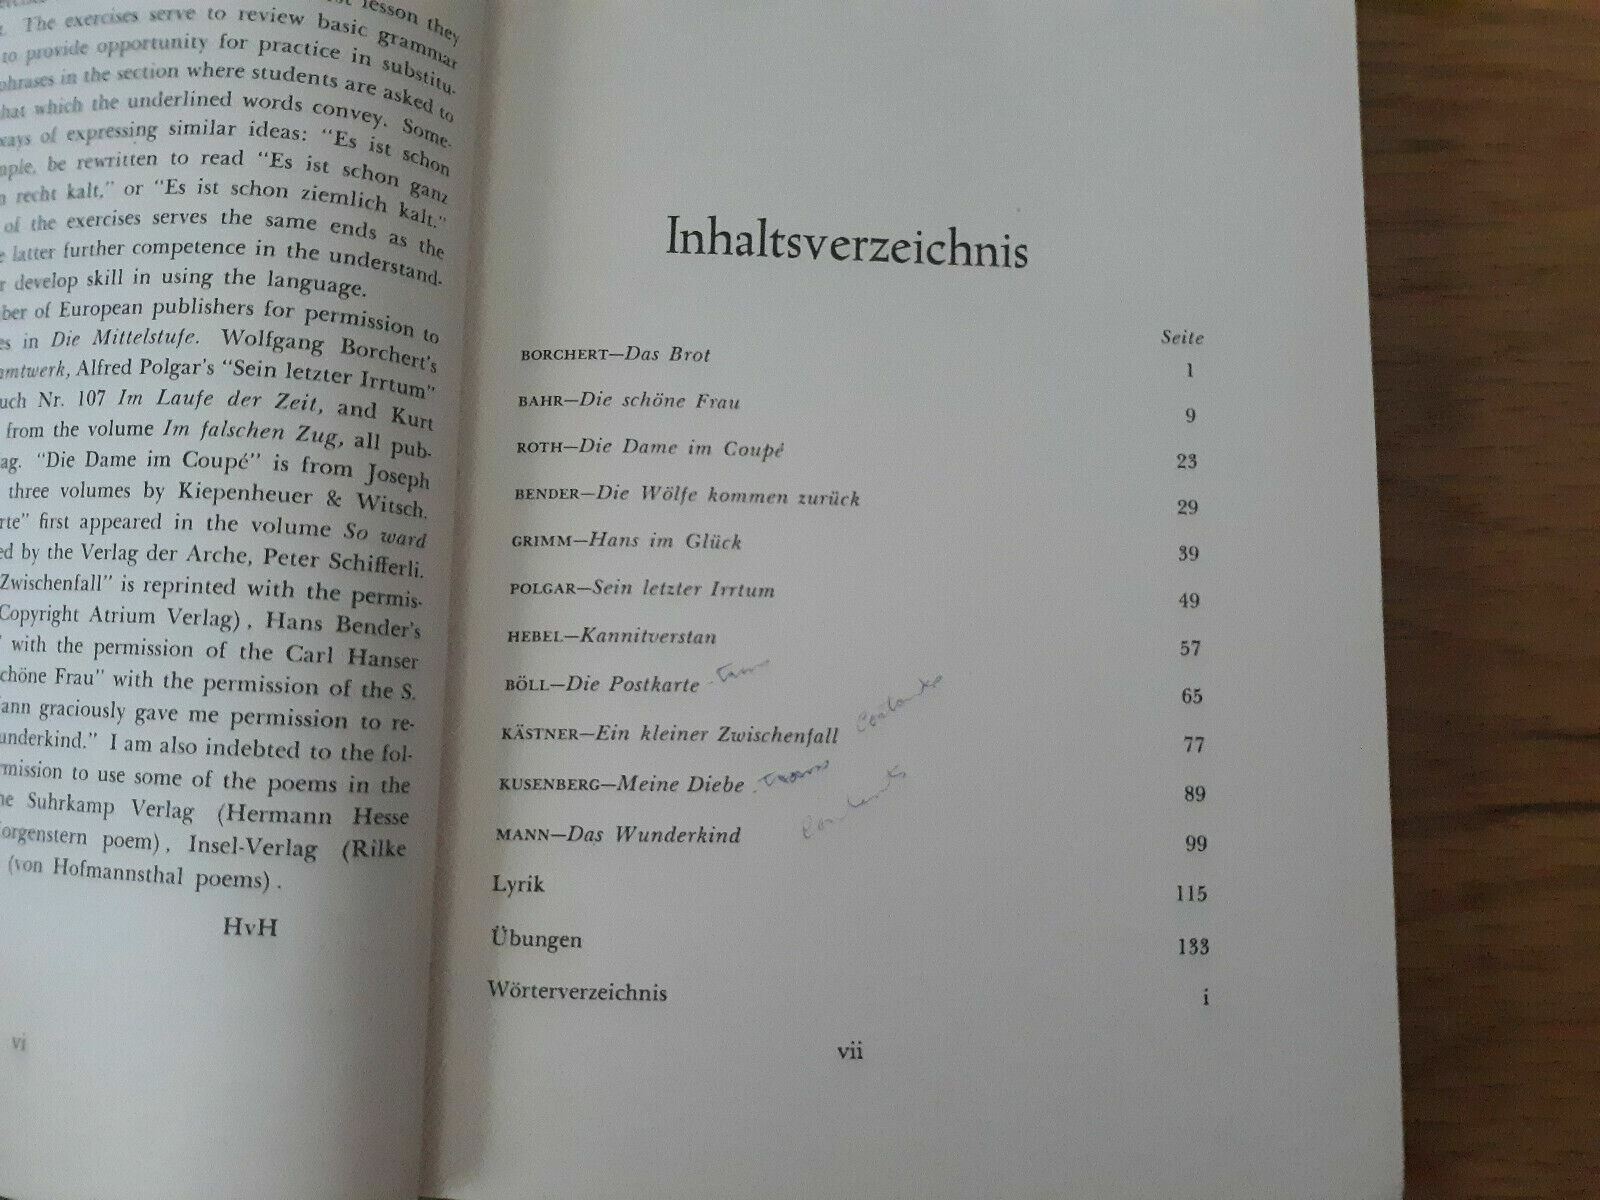 lesson they
The exercises serve to review basic grammar
to provide opportunity for practice in substitu-
phrases in the section where students are asked to
that which the underlined words convey. Some-
ways of expressing similar ideas: "Es ist schon
be rewritten to read "Es ist schon ganz
recht kalt," or "Es ist schon ziemlich kalt."
of the exercises serves the same ends as the
latter further competence in the understand-
develop skill in using the language.
ber of European publishers for permission to
es in Die Mittelstufe. Wolfgang Borchert's
amtwerk, Alfred Polgar's "Sein letzter Irrtum"
uch Nr. 107 Im Laufe der Zeit, and Kurt
from the volume Im falschen Zug, all pub-
ag. "Die Dame im Coupé" is from Joseph
three volumes by Kiepenheuer & Witsch.
rte" first appeared in the volume So ward
ed by the Verlag der Arche, Peter Schifferli.
Zwischenfall" is reprinted with the permis-
Copyright Atrium Verlag), Hans Bender's
" with the permission of the Carl Hanser
chöne Frau" with the permission of the S.
ann graciously gave me permission to re-
underkind." I am also indebted to the fol-
mission to use some of the poems in the
Suhrkamp Verlag (Hermann Hesse
orgenstern poem), Insel-Verlag (Rilke
(von Hofmannsthal poems).
HvH
vi
Inhaltsverzeichnis
Seite
BORCHERT—Das Brot 1
BAHR—Die schöne Frau 9
ROTH—Die Dame im Coupé 23
BENDER—Die Wölfe kommen zurück 29
GRIMM—Hans im Glück 39
POLGAR—Sein letzter Irrtum 49
HEBEL—Kannitverstan 57
BÖLL—Die Postkarte 65
KÄSTNER—Ein kleiner Zwischenfall 77
KUSENBERG—Meine Diebe 89
MANN—Das Wunderkind 99
Lyrik 115
Übungen 133
Wörterverzeichnis i
vii